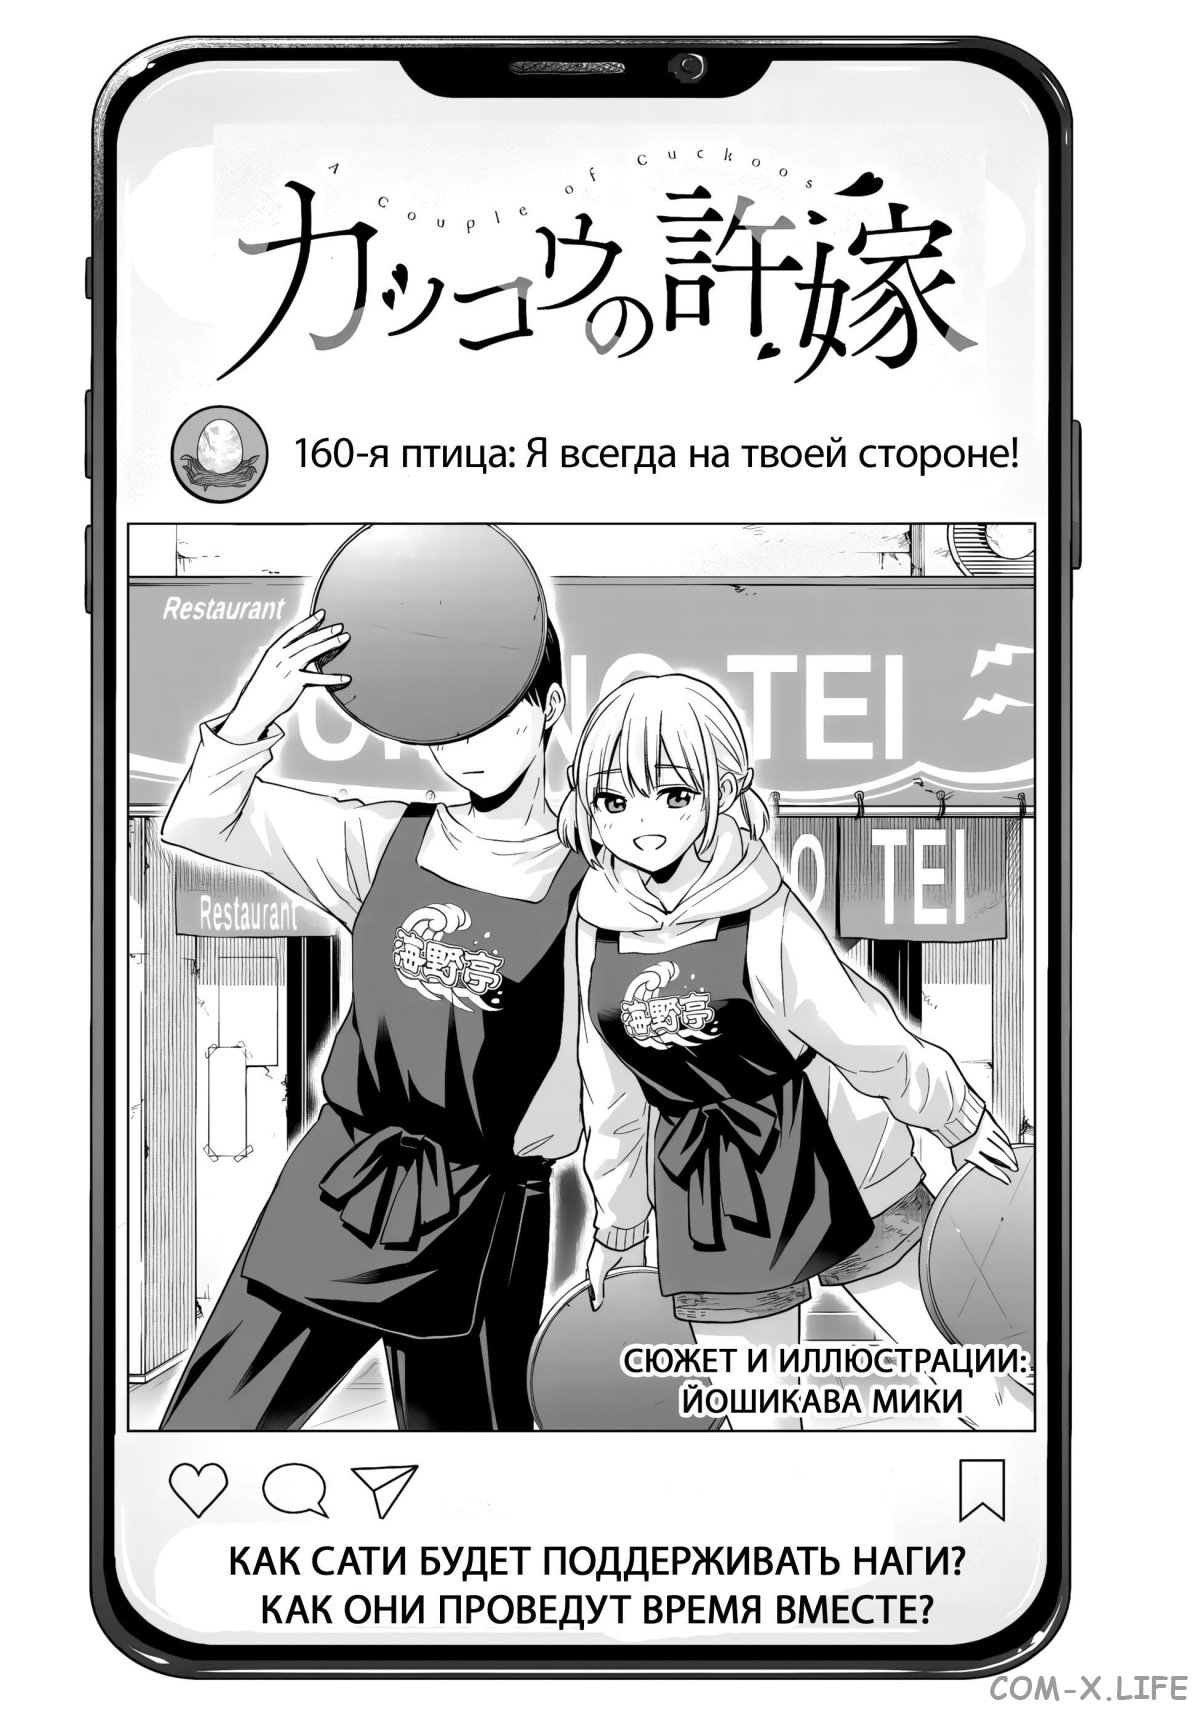 A Couple of Cuckoos
カッコウの許嫁
160-я птица: Я всегда на твоей стороне!
Restaurant
TEI
TEI
Restaurant
海野亭
海野亭
СЮЖЕТ И ИЛЛЮСТРАЦИИ:
ЙОШИКАВА МИКИ
КАК САТИ БУДЕТ ПОДДЕРЖИВАТЬ НАГИ?
КАК ОНИ ПРОВЕДУТ ВРЕМЯ ВМЕСТЕ?
COM-X.LIFE